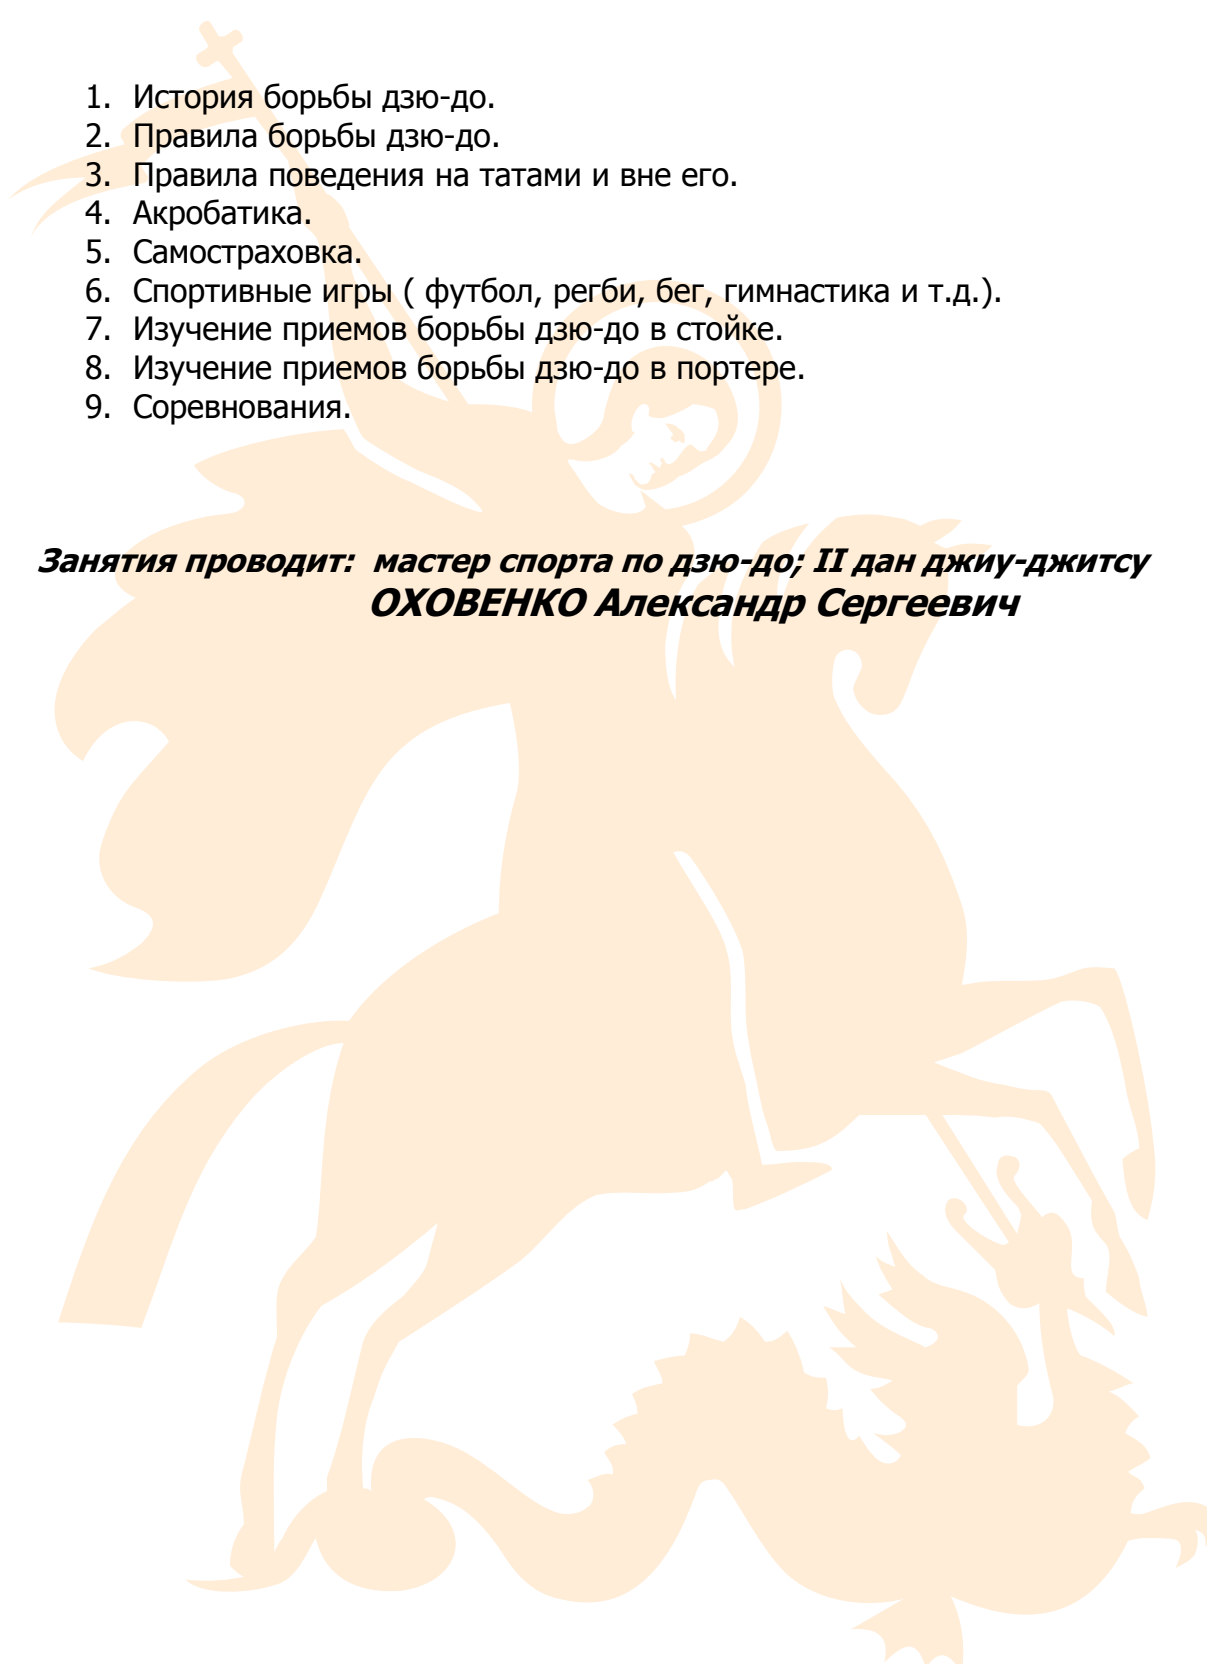 1. История борьбы дзю-до.
2. Правила борьбы дзю-до.
3. Правила поведения на татами и вне его.
4. Акробатика.
5. Самостраховка.
6. Спортивные игры ( футбол, регби, бег, гимнастика и т.д.).
7. Изучение приемов борьбы дзю-до в стойке.
8. Изучение приемов борьбы дзю-до в портере.
9. Соревнования.
Занятия проводит: мастер спорта по дзю-до; II дан джиу-джитсу
ОХОВЕНКО Александр Сергеевич